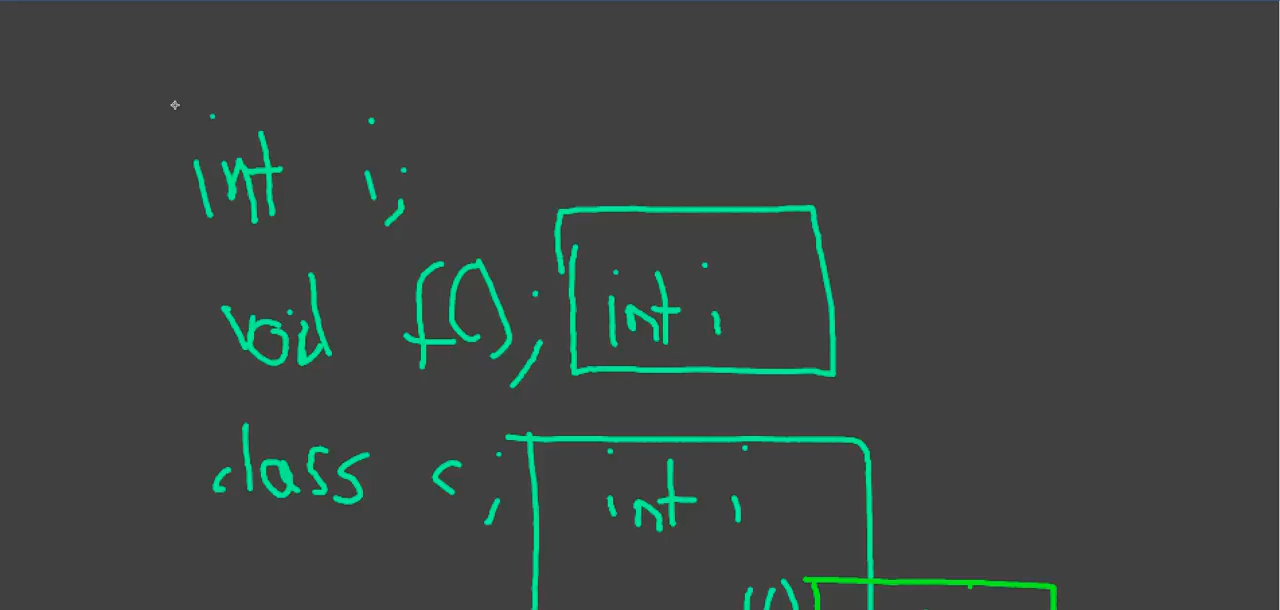 int i;
void f();
int i
class c;
int i
()